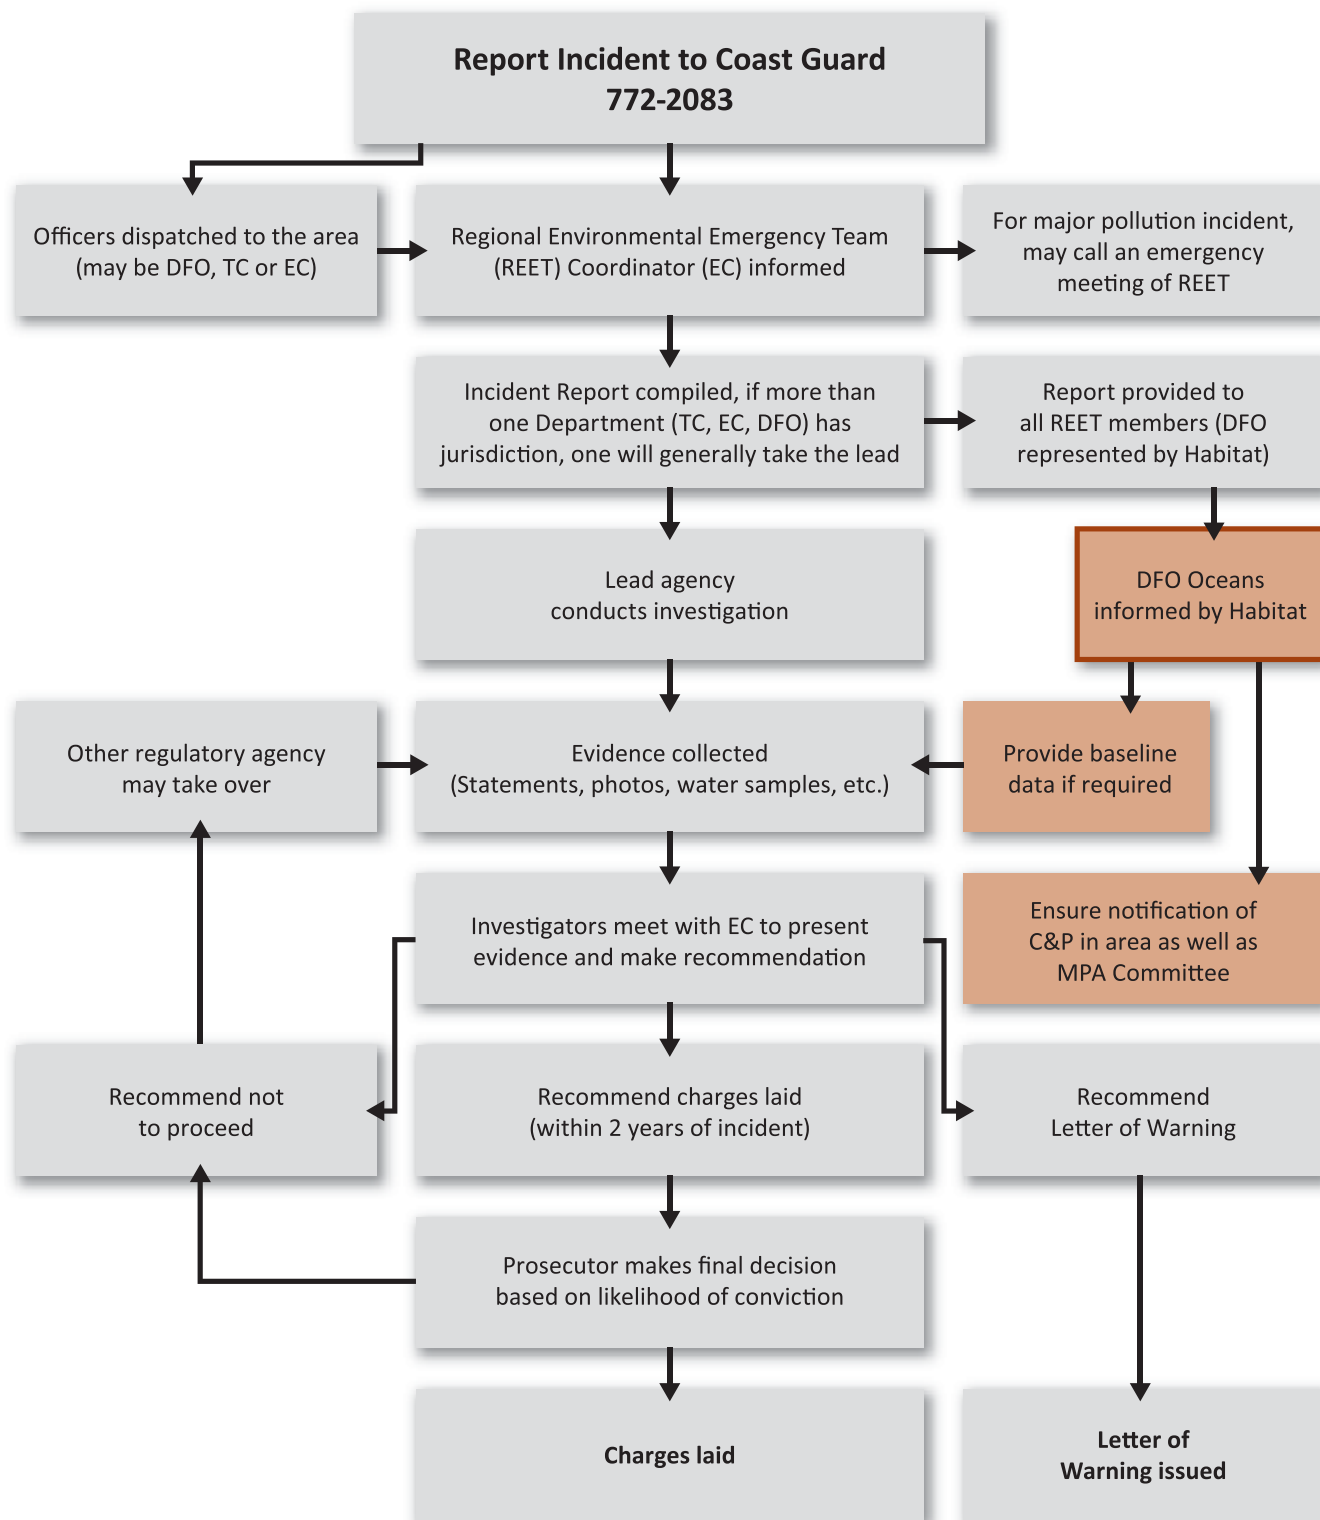 Report Incident to Coast Guard
772-2083
Officers dispatched to the area
(may be DFO, TC or EC)
Regional Environmental Emergency Team
(REET) Coordinator (EC) informed
For major pollution incident,
may call an emergency
meeting of REET
Incident Report compiled, if more than
one Department (TC, EC, DFO) has
jurisdiction, one will generally take the lead
Report provided to
all REET members (DFO
represented by Habitat)
Lead agency
conducts investigation
DFO Oceans
informed by Habitat
Other regulatory agency
may take over
Evidence collected
(Statements, photos, water samples, etc.)
Provide baseline
data if required
Investigators meet with EC to present
evidence and make recommendation
Ensure notification of
C&P in area as well as
MPA Committee
Recommend not
to proceed
Recommend charges laid
(within 2 years of incident)
Recommend
Letter of Warning
Prosecutor makes final decision
based on likelihood of conviction
Charges laid
Letter of
Warning issued